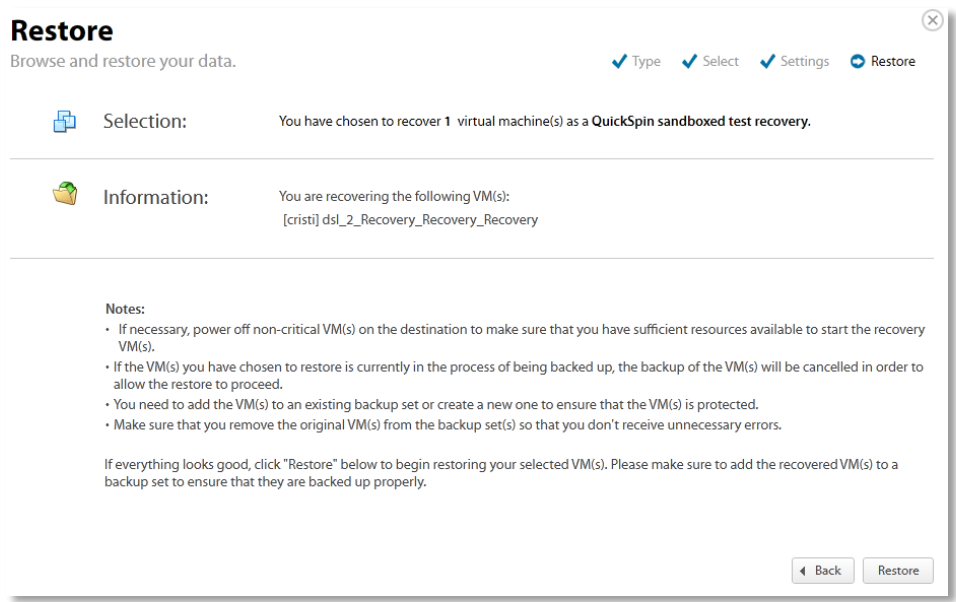 Restore
Browse and restore your data.
Type Select Settings Restore
Selection: You have chosen to recover 1 virtual machine(s) as a QuickSpin sandboxed test recovery.
Information: You are recovering the following VM(s):
[cristi] dsl_2_Recovery_Recovery_Recovery
Notes:
• If necessary, power off non-critical VM(s) on the destination to make sure that you have sufficient resources available to start the recovery
VM(s).
• If the VM(s) you have chosen to restore is currently in the process of being backed up, the backup of the VM(s) will be cancelled in order to
allow the restore to proceed.
• You need to add the VM(s) to an existing backup set or create a new one to ensure that the VM(s) is protected.
• Make sure that you remove the original VM(s) from the backup set(s) so that you don't receive unnecessary errors.
If everything looks good, click "Restore" below to begin restoring your selected VM(s). Please make sure to add the recovered VM(s) to a
backup set to ensure that they are backed up properly.
Back Restore